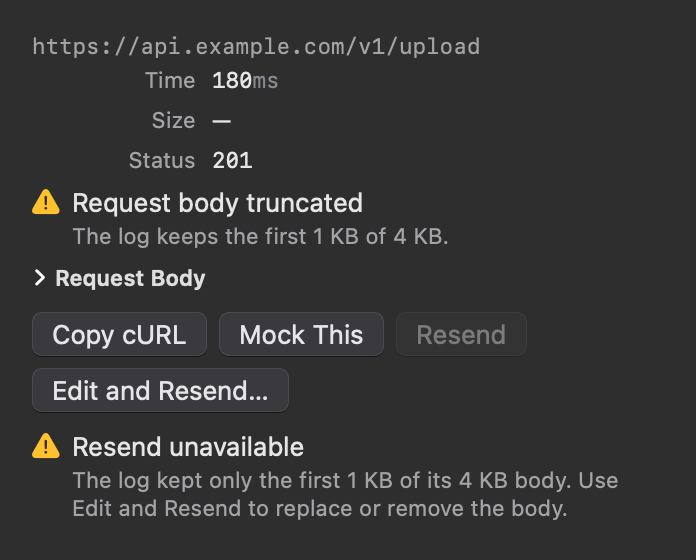 https://api.example.com/v1/upload
Time 180ms
Size —
Status 201
Request body truncated
The log keeps the first 1 KB of 4 KB.
Request Body
Copy cURL Mock This Resend
Edit and Resend...
Resend unavailable
The log kept only the first 1 KB of its 4 KB body. Use
Edit and Resend to replace or remove the body.